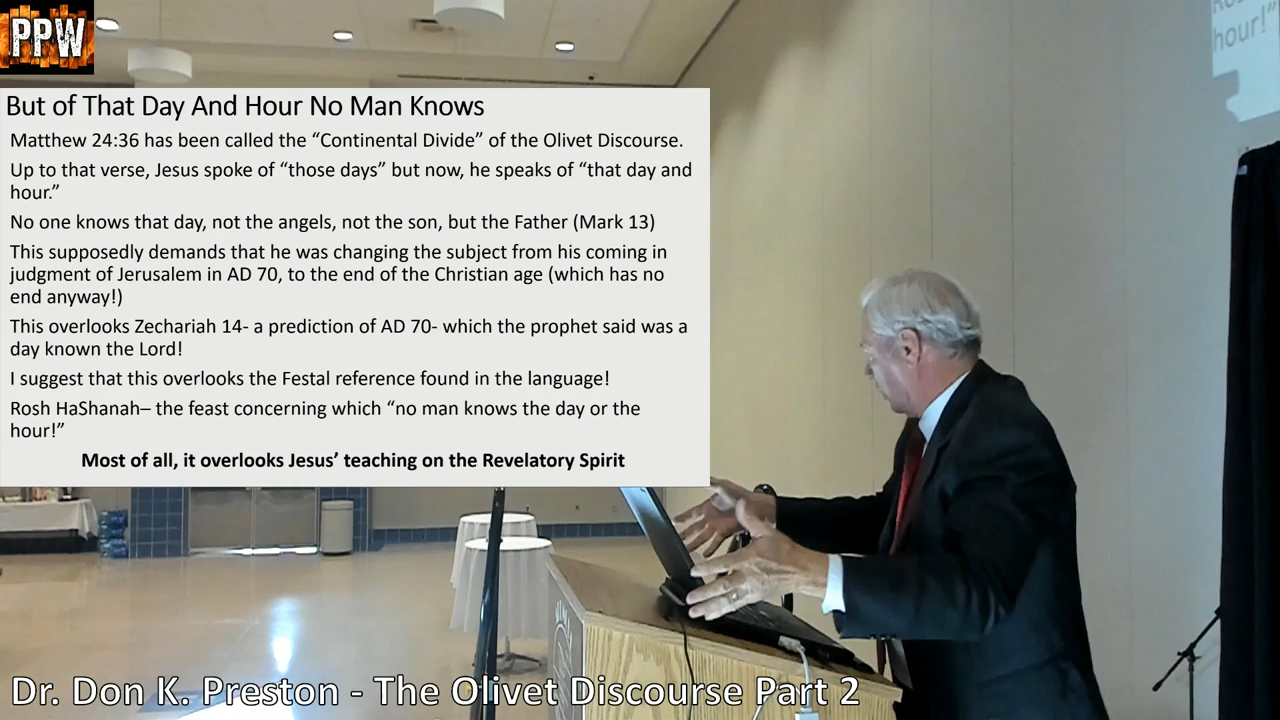 PPW
But of That Day And Hour No Man Knows
Matthew 24:36 has been called the “Continental Divide” of the Olivet Discourse.
Up to that verse, Jesus spoke of “those days” but now, he speaks of “that day and
hour.”
No one knows that day, not the angels, not the son, but the Father (Mark 13)
This supposedly demands that he was changing the subject from his coming in
judgment of Jerusalem in AD 70, to the end of the Christian age (which has no
end anyway!)
This overlooks Zechariah 14- a prediction of AD 70- which the prophet said was a
day known the Lord!
I suggest that this overlooks the Festal reference found in the language!
Rosh HaShanah– the feast concerning which “no man knows the day or the
hour!”
Most of all, it overlooks Jesus’ teaching on the Revelatory Spirit
hour!”
Dr. Don K. Preston - The Olivet Discourse Part 2